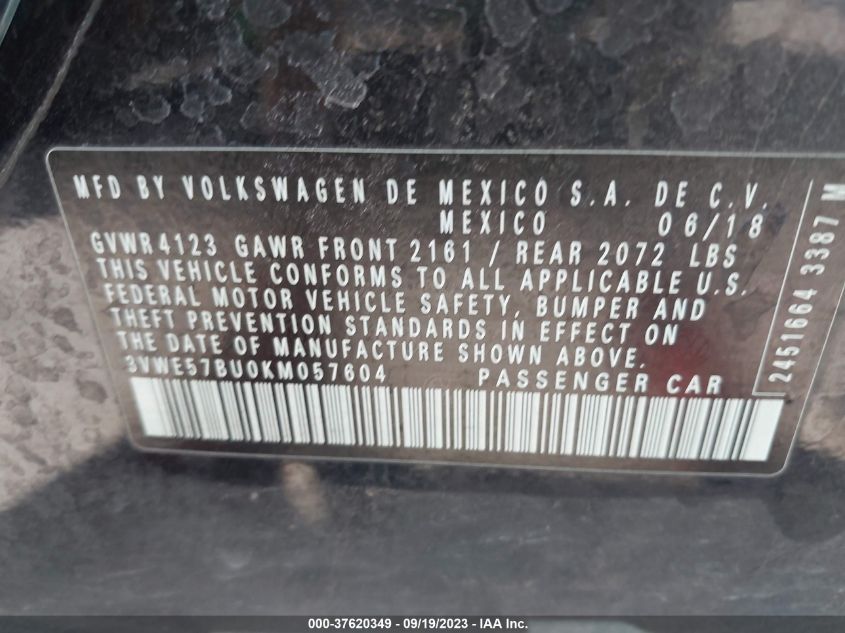 MFD BY VOLKSWAGEN DE MEXICO S.A. DE C.V.
MEXICO 06/18
GVWR4123 GAWR FRONT 2161 / REAR 2072 LBS
THIS VEHICLE CONFORMS TO ALL APPLICABLE U.S.
FEDERAL MOTOR VEHICLE SAFETY, BUMPER AND
THEFT PREVENTION STANDARDS IN EFFECT ON
THE DATE OF MANUFACTURE SHOWN ABOVE.
3VWE57BU0KM057604 PASSENGER CAR
2451664 3387 M
000-37620349 - 09/19/2023 - IAA Inc.